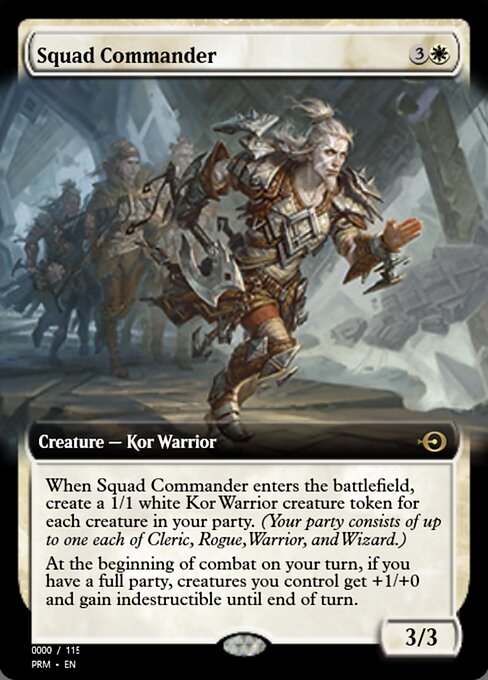 Squad Commander 3
Creature — Kor Warrior
When Squad Commander enters the battlefield,
create a 1/1 white Kor Warrior creature token for
each creature in your party. (Your party consists of up
to one each of Cleric, Rogue, Warrior, and Wizard.)
At the beginning of combat on your turn, if you
have a full party, creatures you control get +1/+0
and gain indestructible until end of turn.
3/3
0000 / 115
PRM • EN